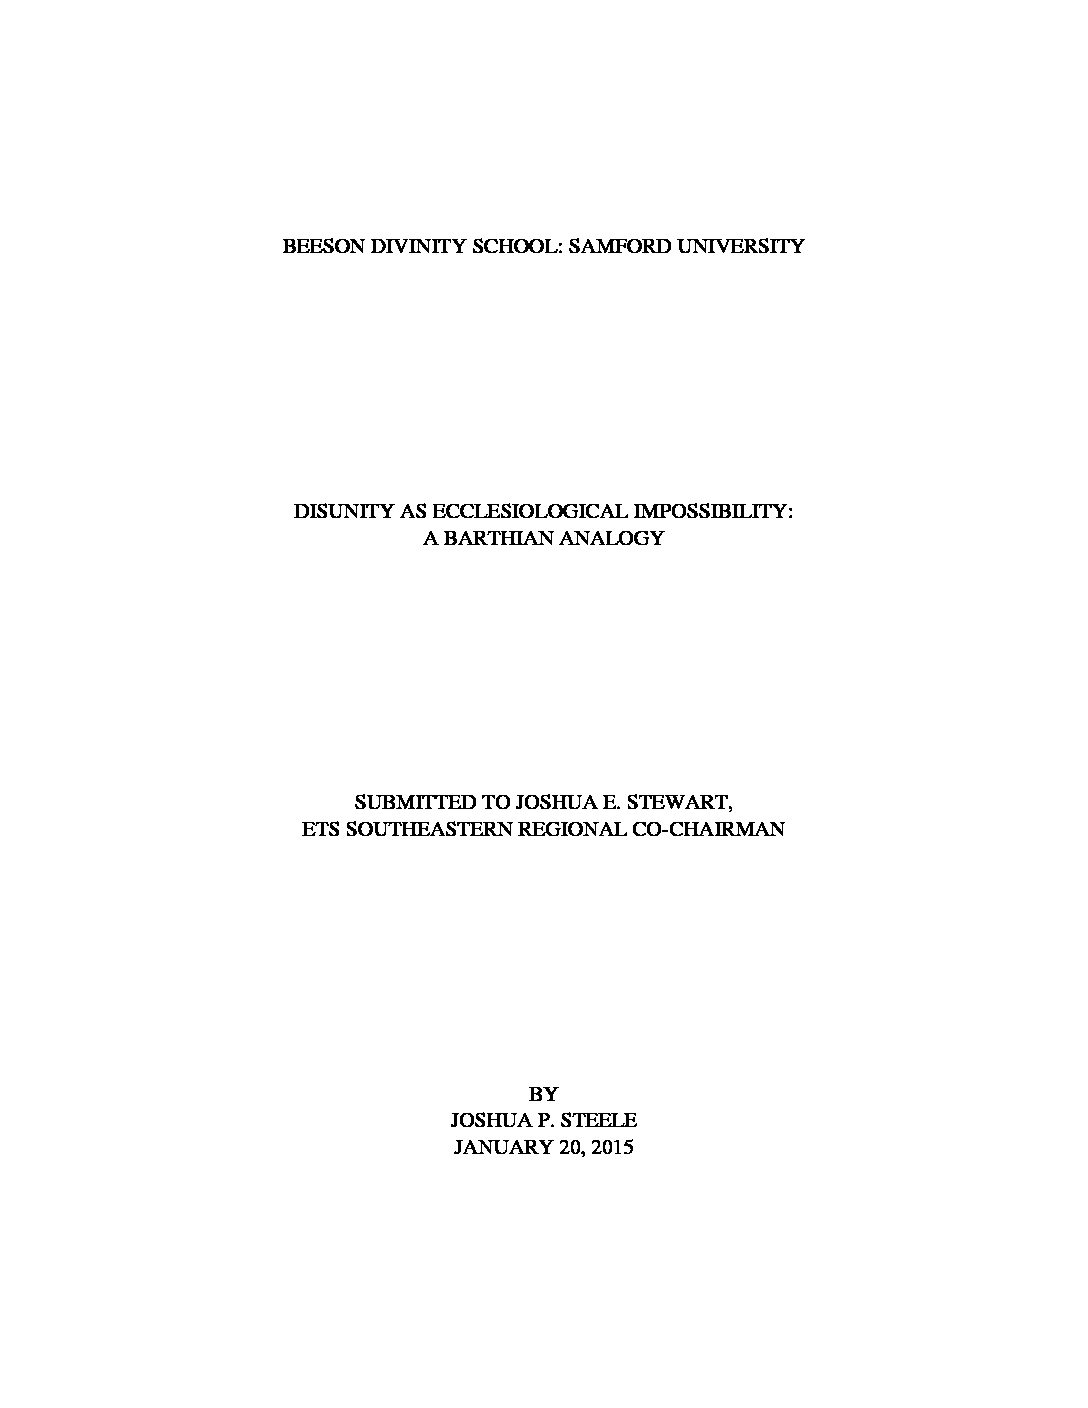 BEESON DIVINITY SCHOOL: SAMFORD UNIVERSITY
DISUNITY AS ECCLESIOLOGICAL IMPOSSIBILITY:
A BARTHIAN ANALOGY
SUBMITTED TO JOSHUA E. STEWART,
ETS SOUTHEASTERN REGIONAL CO-CHAIRMAN
BY
JOSHUA P. STEELE
JANUARY 20, 2015